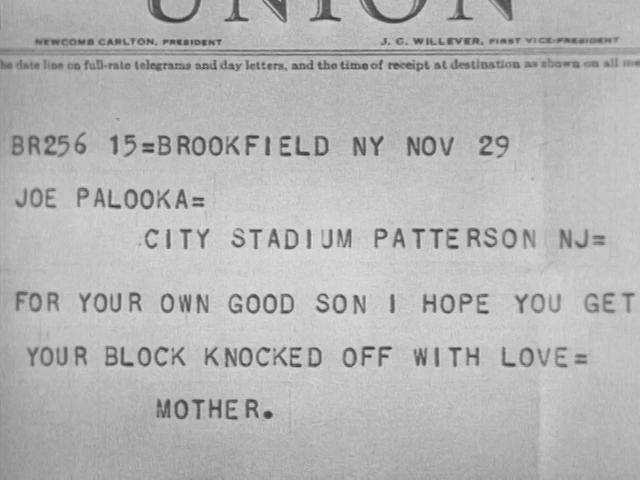 UNION
NEWCOMB CARLTON, PRESIDENT J. C. WILLEVER, FIRST VICE-PRESIDENT
he date line on full-rate telegrams and day letters, and the time of receipt at destination as shown on all me
BR256 15=BROOKFIELD NY NOV 29
JOE PALOOKA=
CITY STADIUM PATTERSON NJ=
FOR YOUR OWN GOOD SON I HOPE YOU GET
YOUR BLOCK KNOCKED OFF WITH LOVE=
MOTHER.